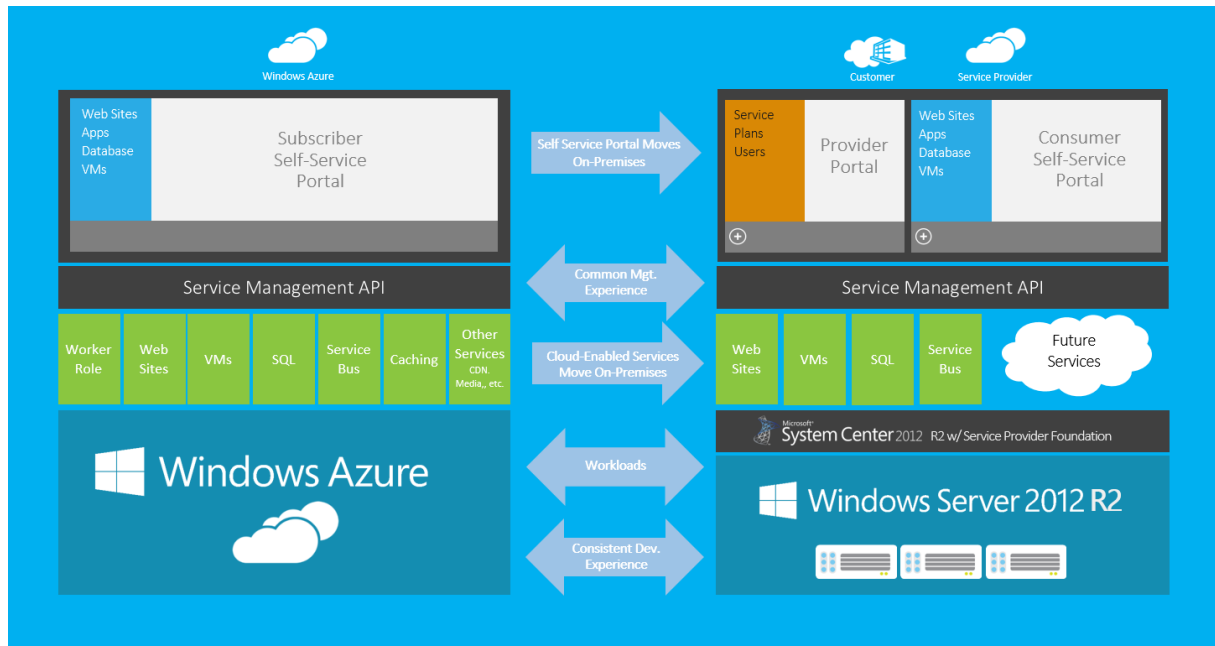 Windows Azure
Customer
Service Provider
Web Sites
Apps
Database
VMs
Subscriber
Self-Service
Portal
Self Service Portal Moves
On-Premises
Service
Plans
Users
Provider
Portal
Web Sites
Apps
Database
VMs
Consumer
Self-Service
Portal
Service Management API
Common Mgt.
Experience
Service Management API
Worker
Role
Web
Sites
VMs
SQL
Service
Bus
Caching
Other
Services
CDN.
Media,, etc.
Cloud-Enabled Services
Move On-Premises
Web
Sites
VMs
SQL
Service
Bus
Future
Services
Microsoft
System Center 2012 R2 w/ Service Provider Foundation
Windows Azure
Workloads
Windows Server 2012 R2
Consistent Dev.
Experience